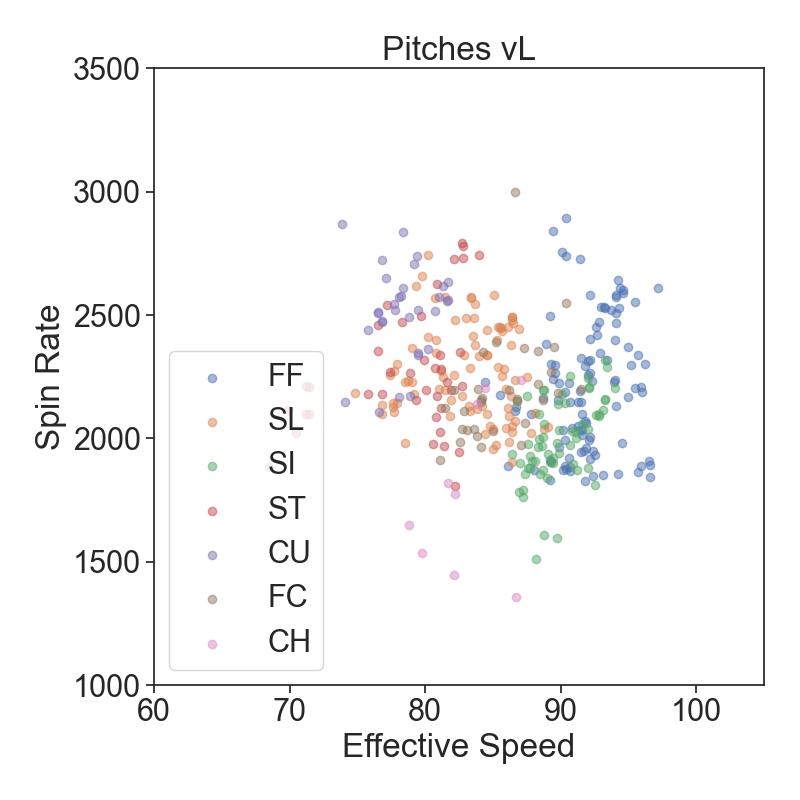 Pitches vL
3500
3000
2500
2000
1500
1000
Spin Rate
FF
SL
SI
ST
CU
FC
CH
60 70 80 90 100
Effective Speed